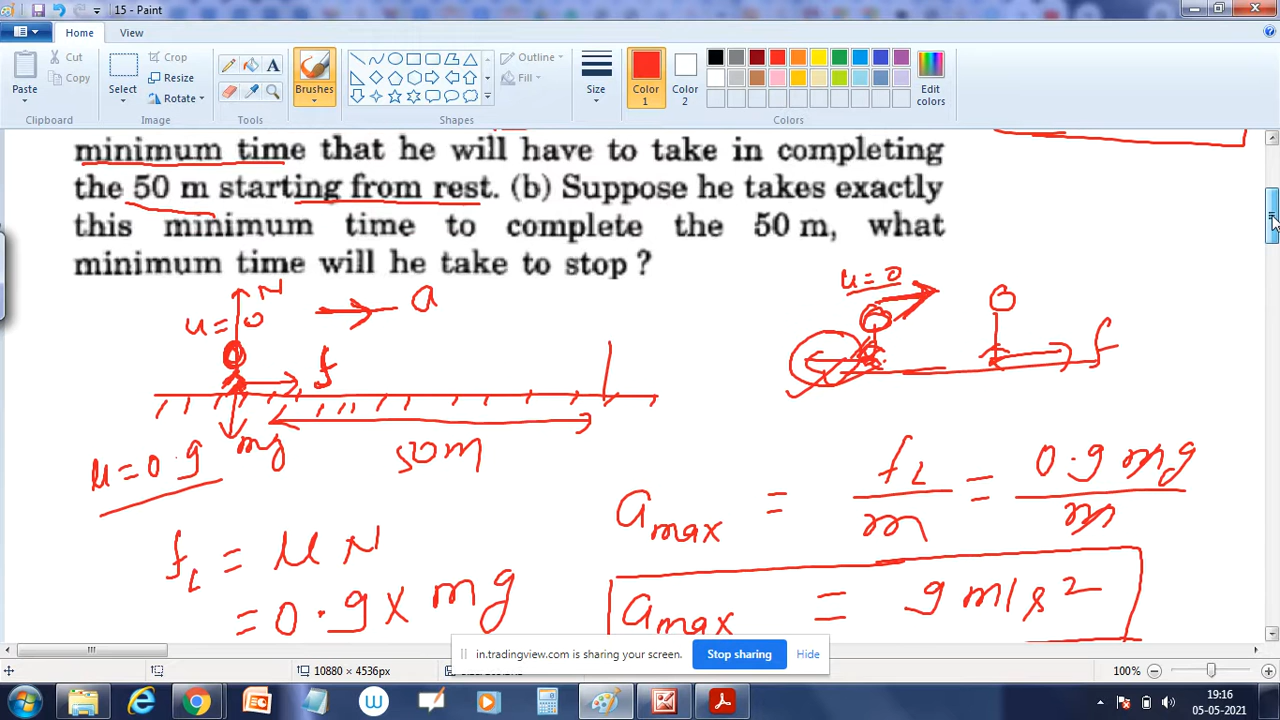 15 - Paint
Home View
Cut
Copy
Paste
Clipboard
Crop
Resize
Rotate
Select
Image
Tools
Brushes
Outline
Fill
Shapes
Size
Color 1
Color 2
Edit colors
Colors
minimum time that he will have to take in completing
the 50 m starting from rest. (b) Suppose he takes exactly
this minimum time to complete the 50 m, what
minimum time will he take to stop ?
N
a
u = 0
f
mg
50m
μ = 0.9
u = 0
f
f_L = μ N
= 0.9 x mg
a_max = f_L / m = 0.9 mg / m
a_max = 9 m/s²
in.tradingview.com is sharing your screen. Stop sharing Hide
10880 × 4536px
100%
19:16
05-05-2021